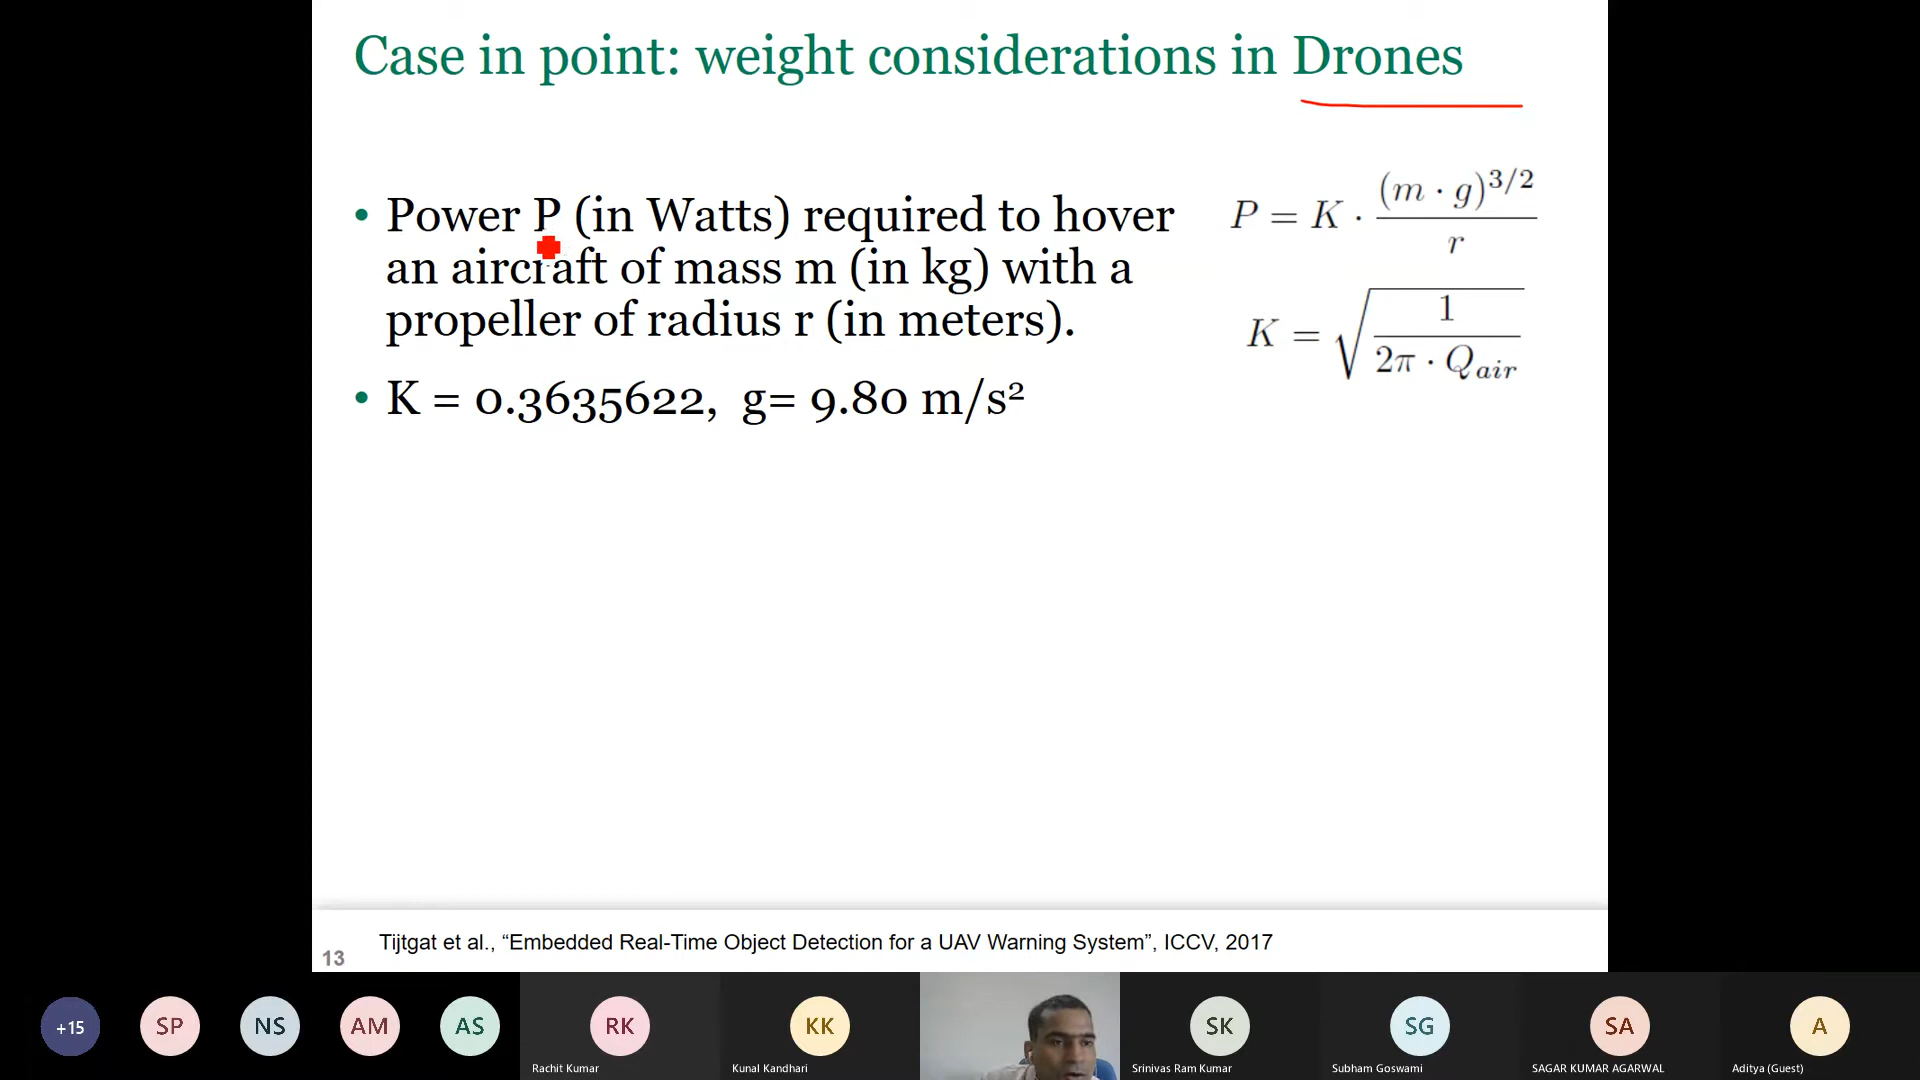 Case in point: weight considerations in Drones
• Power P (in Watts) required to hover
an aircraft of mass m (in kg) with a
propeller of radius r (in meters).
• K = 0.3635622, g= 9.80 m/s²
P = K · (m · g)^{3/2} / r
K = √(1 / (2π · Q_{air}))
13
Tijtgat et al., “Embedded Real-Time Object Detection for a UAV Warning System”, ICCV, 2017
+15
SP
NS
AM
AS
RK
Rachit Kumar
KK
Kunal Kandhari
SK
Srinivas Ram Kumar
SG
Subham Goswami
SA
SAGAR KUMAR AGARWAL
A
Aditya (Guest)